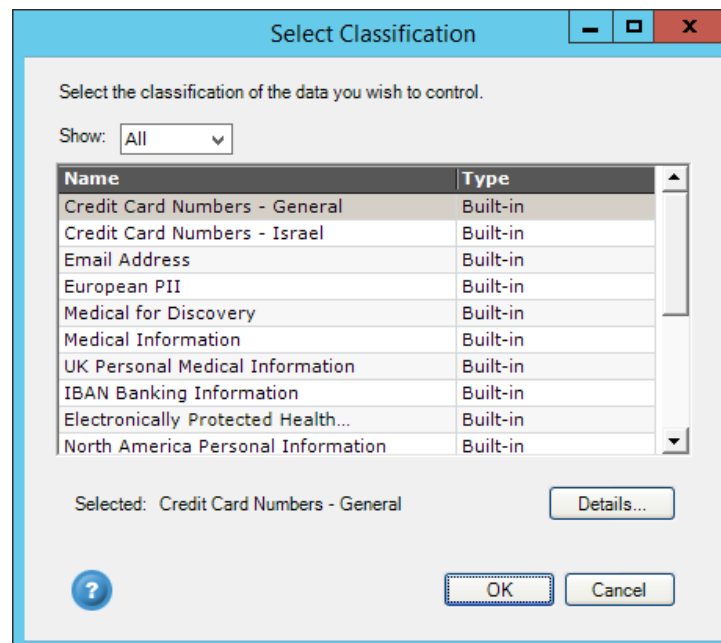 Select Classification
Select the classification of the data you wish to control.
Show: All
Name Type
Credit Card Numbers - General Built-in
Credit Card Numbers - Israel Built-in
Email Address Built-in
European PII Built-in
Medical for Discovery Built-in
Medical Information Built-in
UK Personal Medical Information Built-in
IBAN Banking Information Built-in
Electronically Protected Health... Built-in
North America Personal Information Built-in
Selected: Credit Card Numbers - General Details...
? OK Cancel